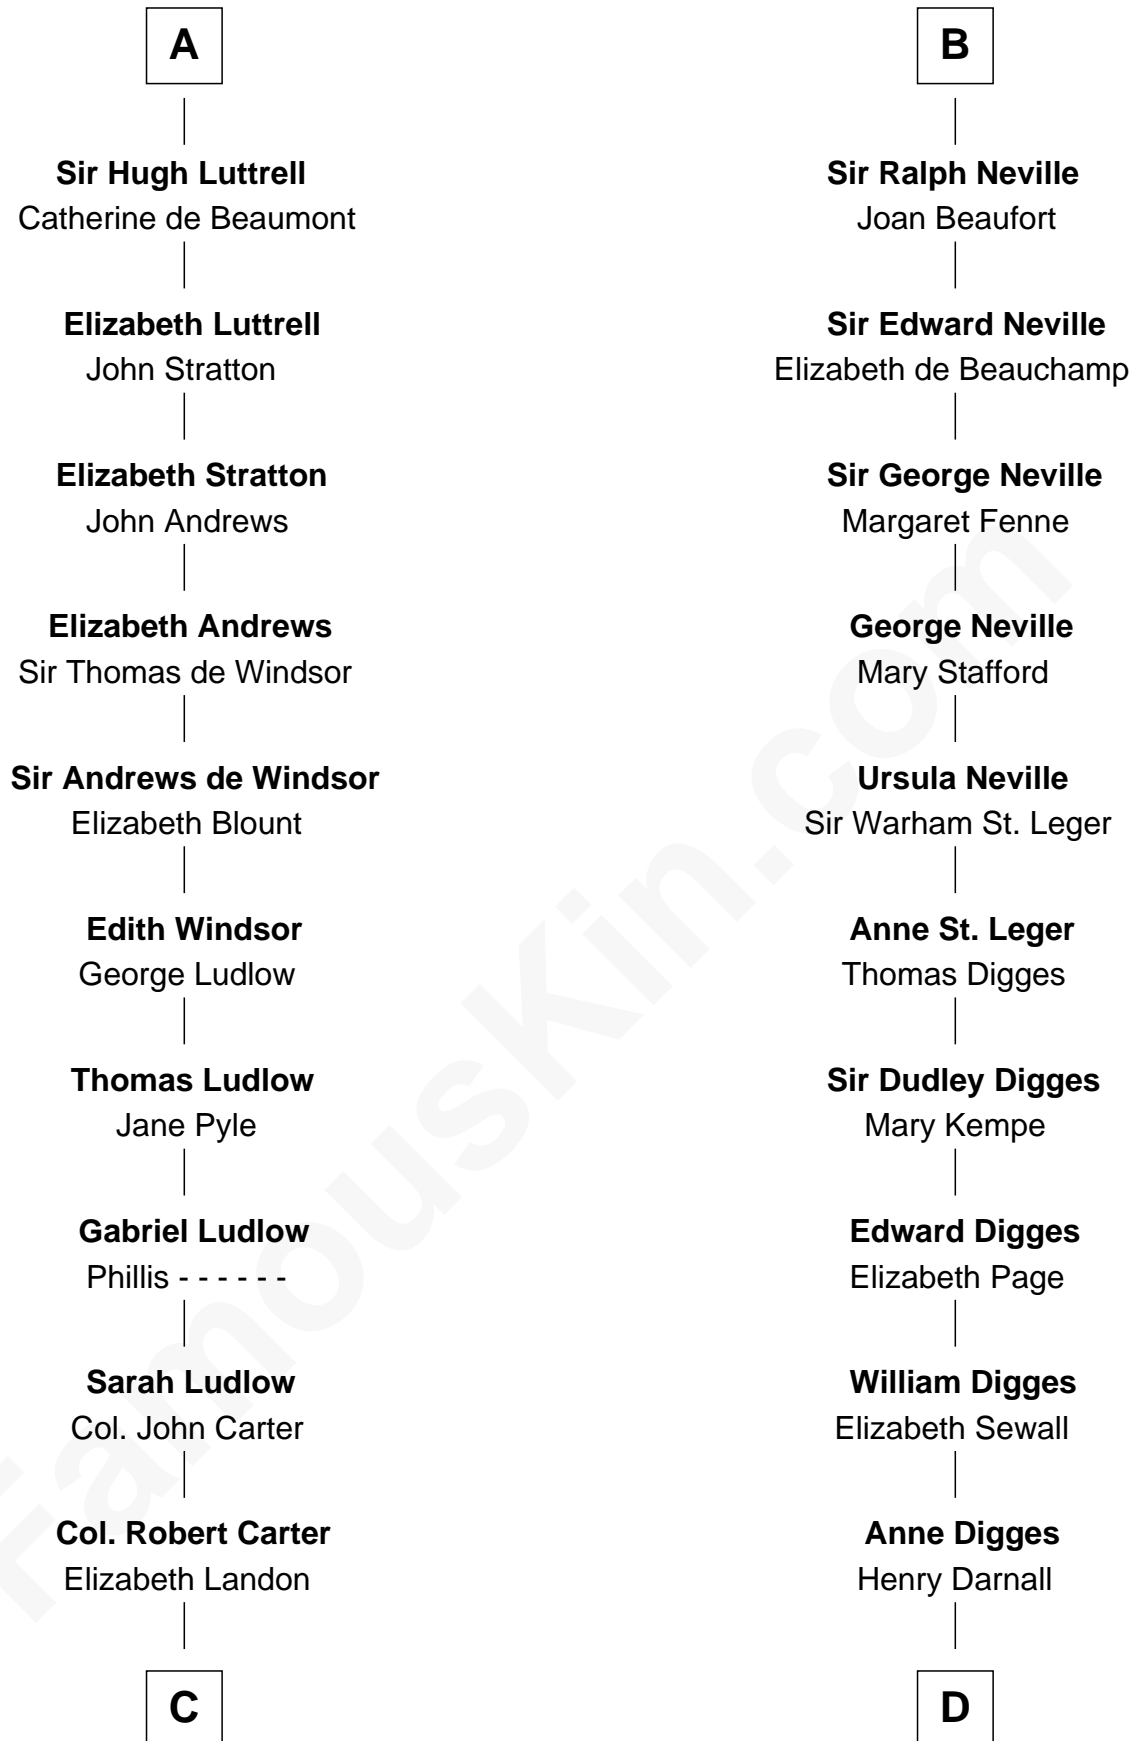 A
Sir Hugh Luttrell
Catherine de Beaumont
Elizabeth Luttrell
John Stratton
Elizabeth Stratton
John Andrews
Elizabeth Andrews
Sir Thomas de Windsor
Sir Andrews de Windsor
Elizabeth Blount
Edith Windsor
George Ludlow
Thomas Ludlow
Jane Pyle
Gabriel Ludlow
Phillis - - - - - -
Sarah Ludlow
Col. John Carter
Col. Robert Carter
Elizabeth Landon
C
B
Sir Ralph Neville
Joan Beaufort
Sir Edward Neville
Elizabeth de Beauchamp
Sir George Neville
Margaret Fenne
George Neville
Mary Stafford
Ursula Neville
Sir Warham St. Leger
Anne St. Leger
Thomas Digges
Sir Dudley Digges
Mary Kempe
Edward Digges
Elizabeth Page
William Digges
Elizabeth Sewall
Anne Digges
Henry Darnall
D
FamousKin.com